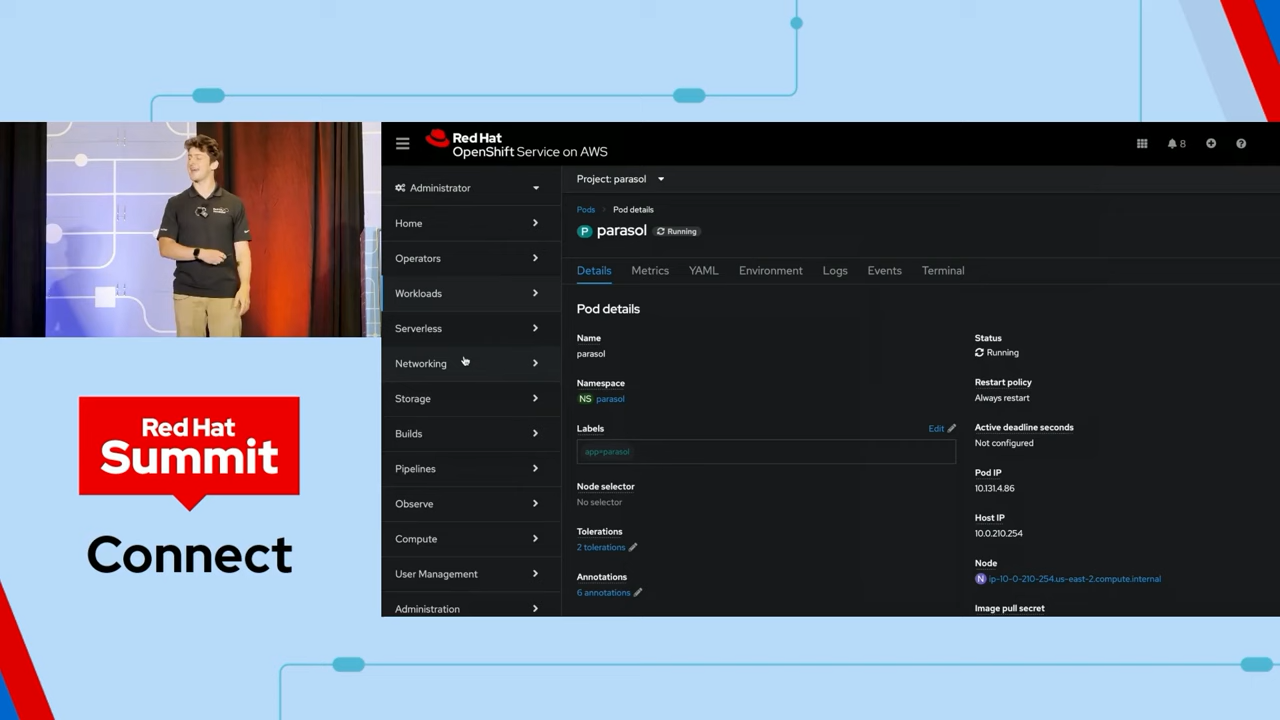 Red Hat
OpenShift Service on AWS
8
Administrator
Home
Operators
Workloads
Serverless
Networking
Storage
Builds
Pipelines
Observe
Compute
User Management
Administration
Project: parasol
Pods > Pod details
P parasol Running
Details Metrics YAML Environment Logs Events Terminal
Pod details
Name
parasol
Namespace
NS parasol
Labels
Edit
app=parasol
Node selector
No selector
Tolerations
2 tolerations
Annotations
6 annotations
Status
Running
Restart policy
Always restart
Active deadline seconds
Not configured
Pod IP
10.131.4.86
Host IP
10.0.210.254
Node
N ip-10-0-210-254.us-east-2.compute.internal
Image pull secret
Red Hat
Summit
Connect